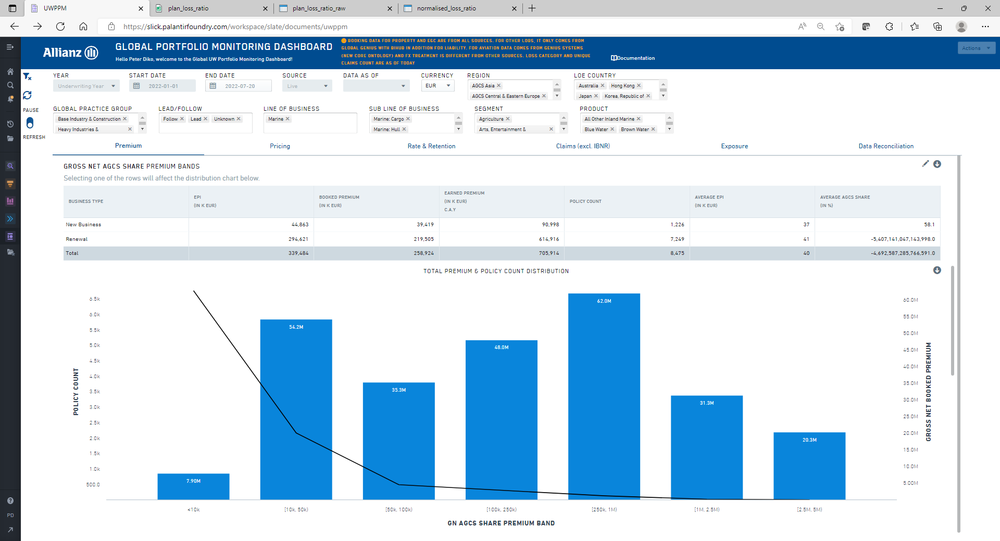 UWPPM
plan_loss_ratio
plan_loss_ratio_raw
normalised_loss_ratio
https://slick.palantirfoundry.com/workspace/slate/documents/uwppm
Allianz
GLOBAL PORTFOLIO MONITORING DASHBOARD
Hello Peter Diko, welcome to the Global UW Portfolio Monitoring Dashboard!
BOOKING DATA FOR PROPERTY AND E&C ARE FROM ALL SOURCES. FOR OTHER LOBS, IT ONLY COMES FROM
GLOBAL GENIUS WITH BIHUB IN ADDITION FOR LIABILITY. FOR AVIATION DATA COMES FROM GENIUS SYSTEMS
(NEW CORE ONTOLOGY) AND FX TREATMENT IS DIFFERENT FROM OTHER SOURCES. LOSS CATEGORY AND UNIQUE
CLAIMS COUNT ARE AS OF TODAY
Documentation
Actions
YEAR
Underwriting Year
START DATE
2022-01-01
END DATE
2022-07-20
SOURCE
Live
DATA AS OF
CURRENCY
EUR
REGION
AGCS Asia
AGCS Central & Eastern Europe
LOE COUNTRY
Australia Hong Kong
Japan Korea, Republic of
PAUSE
REFRESH
GLOBAL PRACTICE GROUP
Base Industry & Construction
Heavy Industries &
LEAD/FOLLOW
Follow Lead Unknown
LINE OF BUSINESS
Marine
SUB LINE OF BUSINESS
Marine: Cargo
Marine: Hull
SEGMENT
Agriculture
Arts, Entertainment &
PRODUCT
All Other Inland Marine
Blue Water Brown Water
Premium Pricing Rate & Retention Claims (excl. IBNR) Exposure Data Reconciliation
GROSS NET AGCS SHARE PREMIUM BANDS
Selecting one of the rows will affect the distribution chart below.
BUSINESS TYPE
EPI
(IN K EUR)
BOOKED PREMIUM
(IN K EUR)
EARNED PREMIUM
(IN K EUR)
C.A.Y
POLICY COUNT
AVERAGE EPI
(IN K EUR)
AVERAGE AGCS SHARE
(IN %)
New Business 44,863 39,419 90,998 1,226 37 58.1
Renewal 294,621 219,505 614,916 7,249 41 -5,407,141,047,143,998.0
Total 339,484 258,924 705,914 8,475 40 -4,692,587,285,766,591.0
TOTAL PREMIUM & POLICY COUNT DISTRIBUTION
POLICY COUNT
6.5k
6.0k
5.5k
5.0k
4.5k
4.0k
3.5k
3.0k
2.5k
2.0k
1.5k
1.0k
500.0
7.90M
54.2M
35.3M
48.0M
62.0M
31.3M
20.3M
60.0M
55.0M
50.0M
45.0M
40.0M
35.0M
30.0M
25.0M
20.0M
15.0M
10.0M
5.00M
GROSS NET BOOKED PREMIUM
<10k [10k, 50k) [50k, 100k) [100k, 250k) [250k, 1M) [1M, 2.5M) [2.5M, 5M)
GN AGCS SHARE PREMIUM BAND
PD